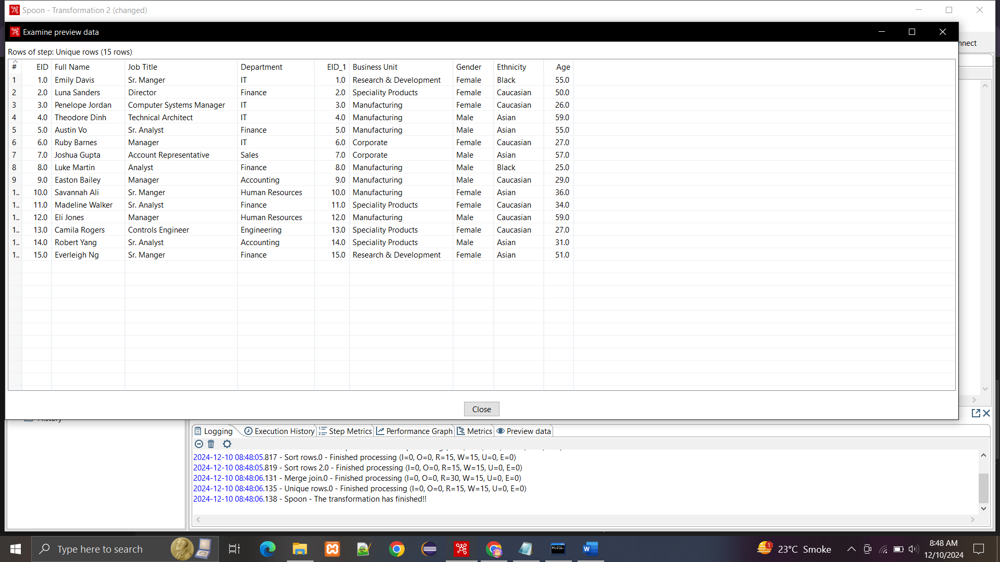 Spoon - Transformation 2 (changed)
Examine preview data
nnect
Rows of step: Unique rows (15 rows)
# EID Full Name Job Title Department EID_1 Business Unit Gender Ethnicity Age
1 1.0 Emily Davis Sr. Manger IT 1.0 Research & Development Female Black 55.0
2 2.0 Luna Sanders Director Finance 2.0 Speciality Products Female Caucasian 50.0
3 3.0 Penelope Jordan Computer Systems Manager IT 3.0 Manufacturing Female Caucasian 26.0
4 4.0 Theodore Dinh Technical Architect IT 4.0 Manufacturing Male Asian 59.0
5 5.0 Austin Vo Sr. Analyst Finance 5.0 Manufacturing Male Asian 55.0
6 6.0 Ruby Barnes Manager IT 6.0 Corporate Female Caucasian 27.0
7 7.0 Joshua Gupta Account Representative Sales 7.0 Corporate Male Asian 57.0
8 8.0 Luke Martin Analyst Finance 8.0 Manufacturing Male Black 25.0
9 9.0 Easton Bailey Manager Accounting 9.0 Manufacturing Male Caucasian 29.0
1.. 10.0 Savannah Ali Sr. Manger Human Resources 10.0 Manufacturing Female Asian 36.0
1.. 11.0 Madeline Walker Sr. Analyst Finance 11.0 Speciality Products Female Caucasian 34.0
1.. 12.0 Eli Jones Manager Human Resources 12.0 Manufacturing Male Caucasian 59.0
1.. 13.0 Camila Rogers Controls Engineer Engineering 13.0 Speciality Products Female Caucasian 27.0
1.. 14.0 Robert Yang Sr. Analyst Accounting 14.0 Speciality Products Male Asian 31.0
1.. 15.0 Everleigh Ng Sr. Manger Finance 15.0 Research & Development Female Asian 51.0
Close
History
Logging Execution History Step Metrics Performance Graph Metrics Preview data
2024-12-10 08:48:05.817 - Sort rows.0 - Finished processing (I=0, O=0, R=15, W=15, U=0, E=0)
2024-12-10 08:48:05.819 - Sort rows 2.0 - Finished processing (I=0, O=0, R=15, W=15, U=0, E=0)
2024-12-10 08:48:06.131 - Merge join.0 - Finished processing (I=0, O=0, R=30, W=15, U=0, E=0)
2024-12-10 08:48:06.135 - Unique rows.0 - Finished processing (I=0, O=0, R=15, W=15, U=0, E=0)
2024-12-10 08:48:06.138 - Spoon - The transformation has finished!!
Type here to search
MySQL
W
1
23°C Smoke
8:48 AM
12/10/2024